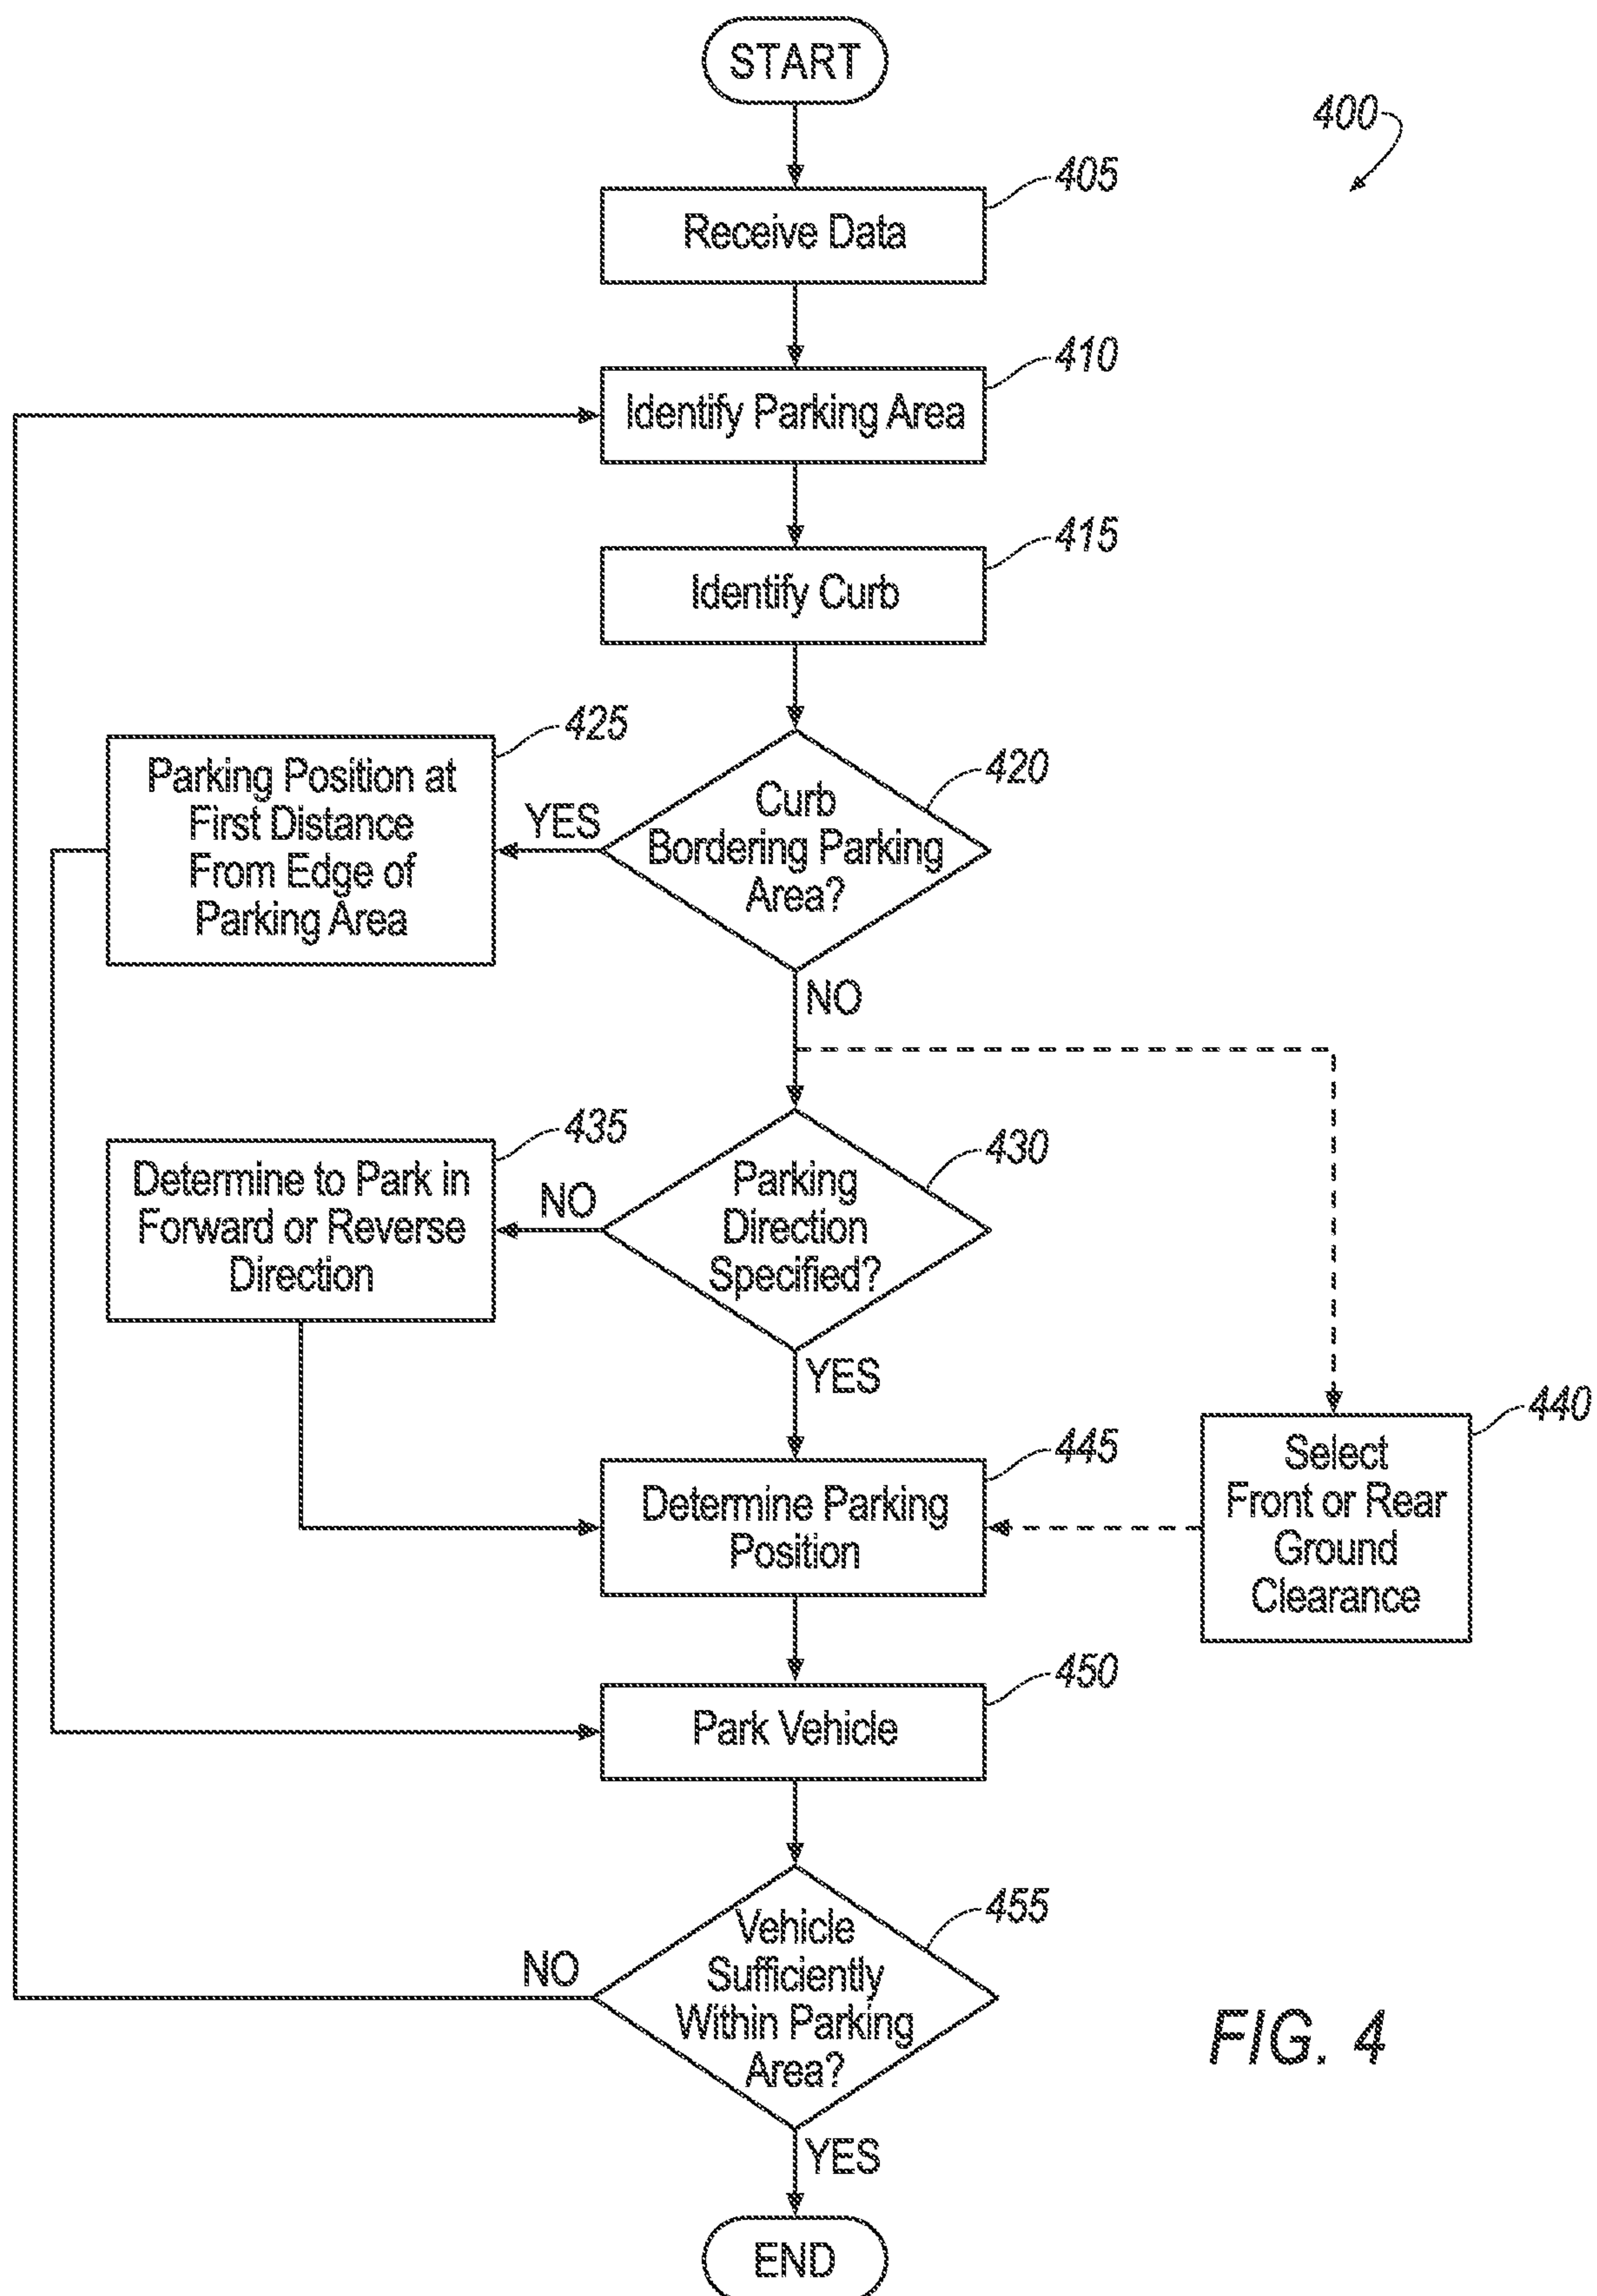 START
400
405
Receive Data
410
Identify Parking Area
415
Identify Curb
425
Parking Position at
First Distance
From Edge of
Parking Area
YES
420
Curb
Bordering Parking
Area?
NO
435
Determine to Park in
Forward or Reverse
Direction
NO
430
Parking
Direction
Specified?
YES
440
Select
Front or Rear
Ground
Clearance
445
Determine Parking
Position
450
Park Vehicle
455
Vehicle
Sufficiently
Within Parking
Area?
NO
YES
FIG. 4
END